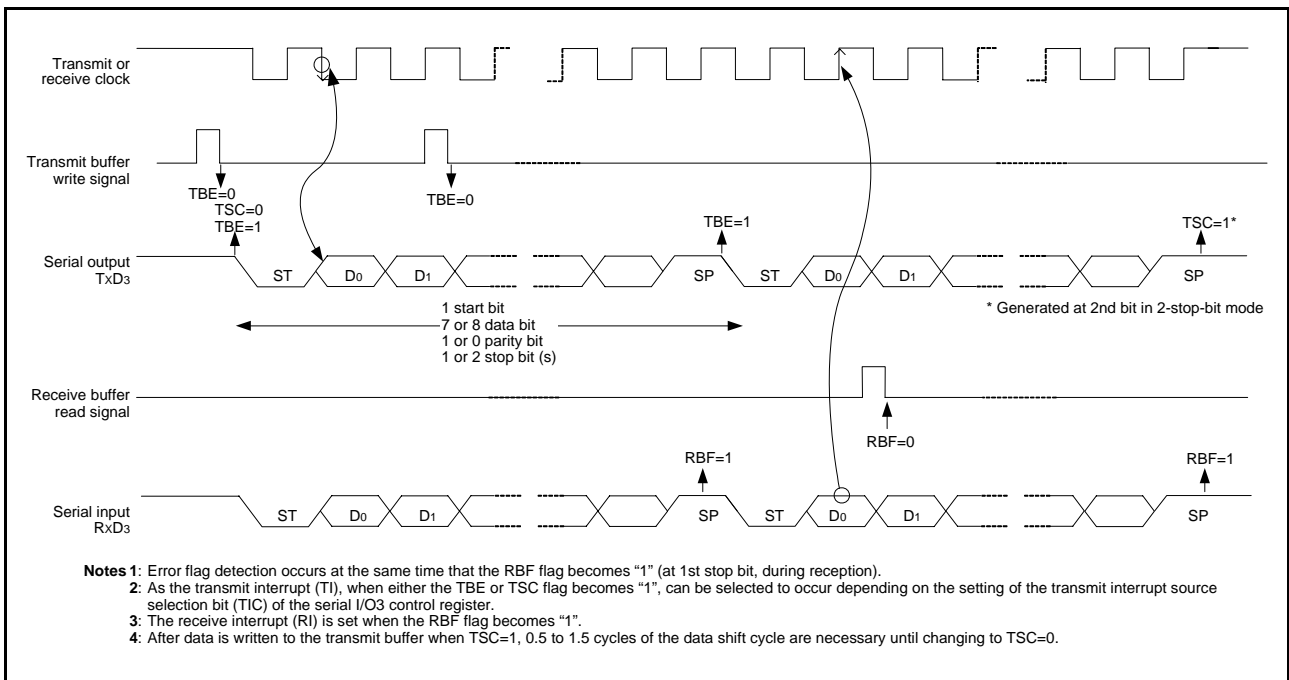 Transmit or
receive clock
Transmit buffer
write signal
TBE=0
TSC=0
TBE=1
TBE=0
TBE=1
TSC=1*
Serial output
TxD3
ST
D0
D1
SP
ST
D0
D1
SP
1 start bit
7 or 8 data bit
1 or 0 parity bit
1 or 2 stop bit (s)
* Generated at 2nd bit in 2-stop-bit mode
Receive buffer
read signal
RBF=0
RBF=1
RBF=1
Serial input
RxD3
ST
D0
D1
SP
ST
D0
D1
SP
Notes 1: Error flag detection occurs at the same time that the RBF flag becomes “1” (at 1st stop bit, during reception).
2: As the transmit interrupt (TI), when either the TBE or TSC flag becomes “1”, can be selected to occur depending on the setting of the transmit interrupt source
selection bit (TIC) of the serial I/O3 control register.
3: The receive interrupt (RI) is set when the RBF flag becomes “1”.
4: After data is written to the transmit buffer when TSC=1, 0.5 to 1.5 cycles of the data shift cycle are necessary until changing to TSC=0.